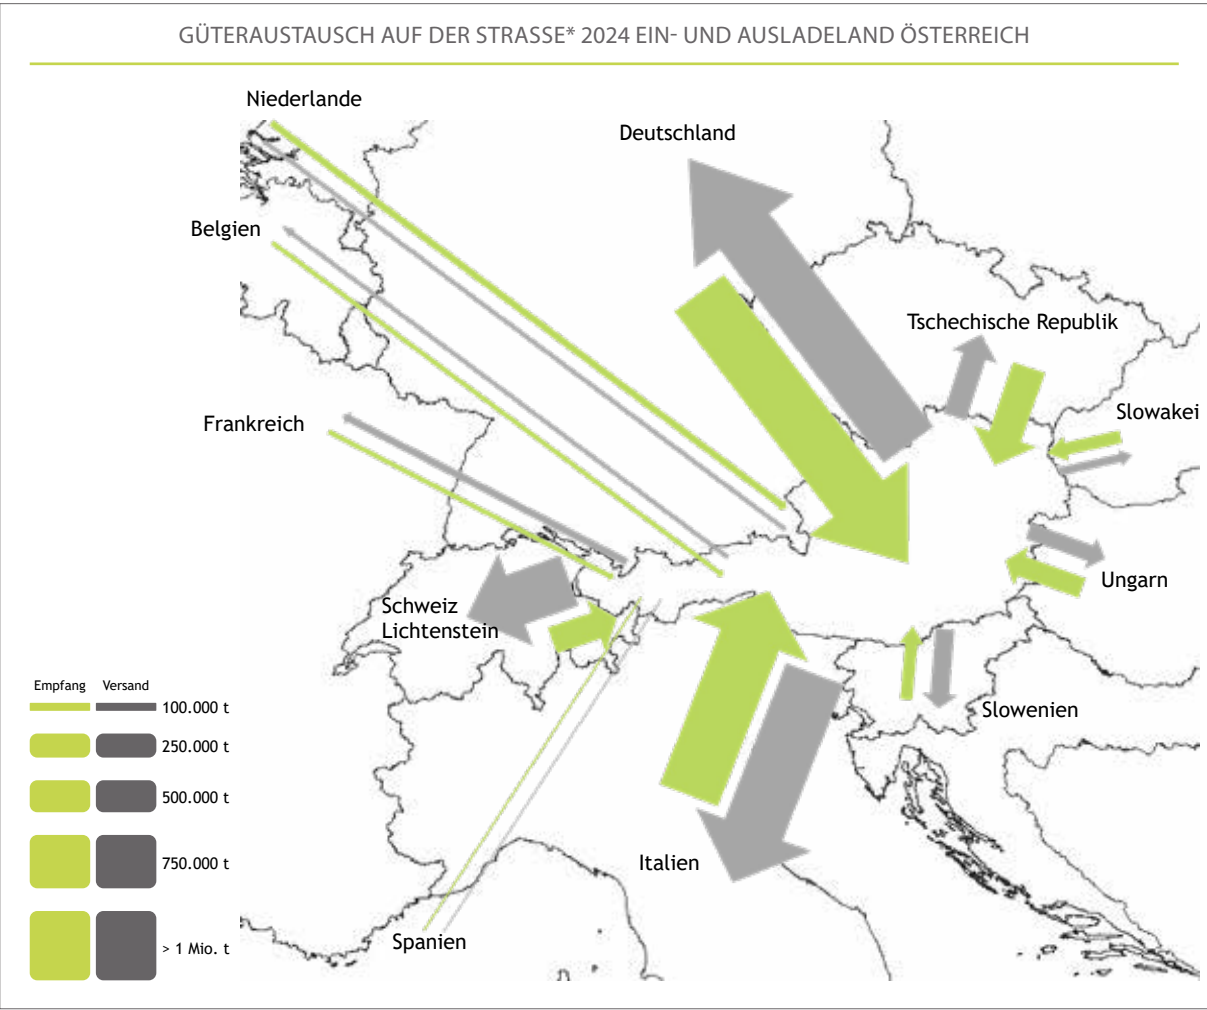 GÜTERAUSTAUSCH AUF DER STRASSE* 2024 EIN- UND AUSLADELAND ÖSTERREICH
Niederlande
Deutschland
Belgien
Tschechische Republik
Slowakei
Frankreich
Ungarn
Schweiz
Lichtenstein
Slowenien
Italien
Spanien
Empfang Versand
100.000 t
250.000 t
500.000 t
750.000 t
> 1 Mio. t